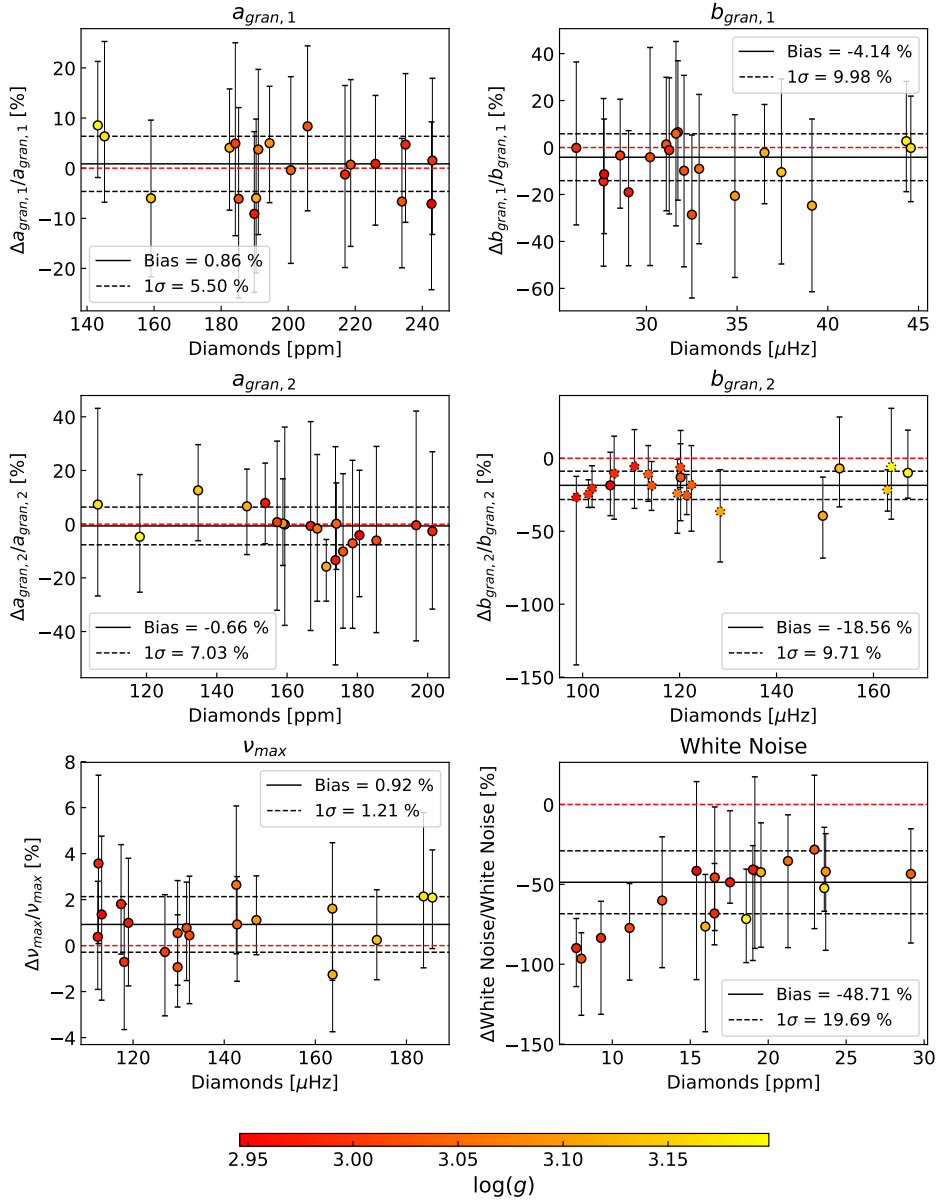 a_gran, 1
Δa_gran, 1/a_gran, 1 [%]
20
10
0
−10
−20
Bias = 0.86 %
1σ = 5.50 %
140 160 180 200 220 240
Diamonds [ppm]
b_gran, 1
Δb_gran, 1/b_gran, 1 [%]
40
20
0
−20
−40
−60
Bias = -4.14 %
1σ = 9.98 %
30 35 40 45
Diamonds [μHz]
a_gran, 2
Δa_gran, 2/a_gran, 2 [%]
40
20
0
−20
−40
Bias = -0.66 %
1σ = 7.03 %
120 140 160 180 200
Diamonds [ppm]
b_gran, 2
Δb_gran, 2/b_gran, 2 [%]
0
−50
−100
−150
Bias = -18.56 %
1σ = 9.71 %
100 120 140 160
Diamonds [μHz]
ν_max
Δν_max/ν_max [%]
8
6
4
2
0
−2
−4
Bias = 0.92 %
1σ = 1.21 %
120 140 160 180
Diamonds [μHz]
White Noise
ΔWhite Noise/White Noise [%]
0
−50
−100
−150
Bias = -48.71 %
1σ = 19.69 %
10 15 20 25 30
Diamonds [ppm]
2.95 3.00 3.05 3.10 3.15
log(g)